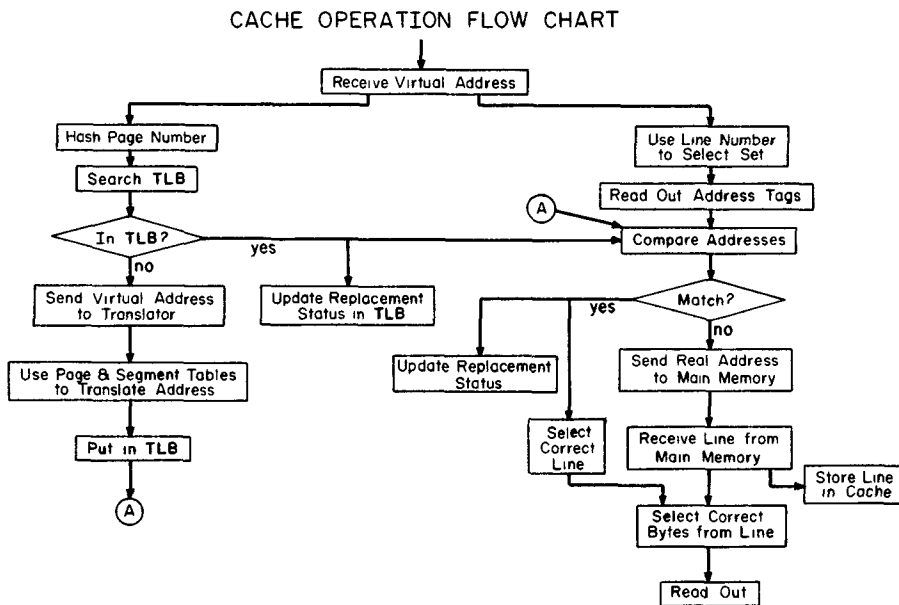 CACHE OPERATION FLOW CHART
Receive Virtual Address
Hash Page Number
Use Line Number
to Select Set
Search TLB
Read Out Address Tags
A
In TLB?
yes
Compare Addresses
no
Send Virtual Address
to Translator
Update Replacement
Status in TLB
Match?
yes
no
Use Page & Segment Tables
to Translate Address
Update Replacement
Status
Send Real Address
to Main Memory
Put in TLB
Select
Correct
Line
Receive Line from
Main Memory
Store Line
in Cache
A
Select Correct
Bytes from Line
Read Out